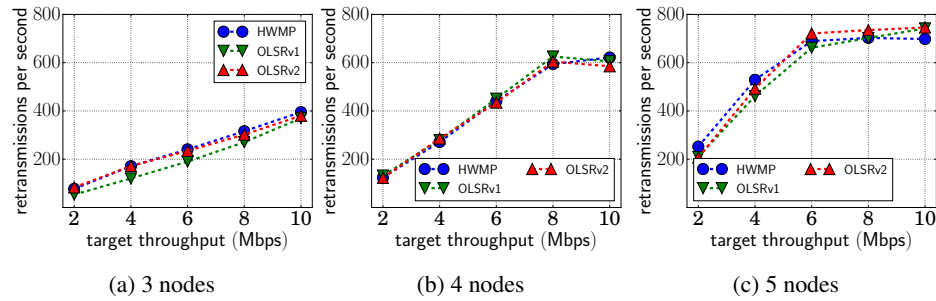 800
600
400
200
2 4 6 8 10
retransmissions per second
target throughput (Mbps)
HWMP
OLSRv1
OLSRv2
(a) 3 nodes
800
600
400
200
2 4 6 8 10
retransmissions per second
target throughput (Mbps)
HWMP
OLSRv1
OLSRv2
(b) 4 nodes
800
600
400
200
2 4 6 8 10
retransmissions per second
target throughput (Mbps)
HWMP
OLSRv1
OLSRv2
(c) 5 nodes